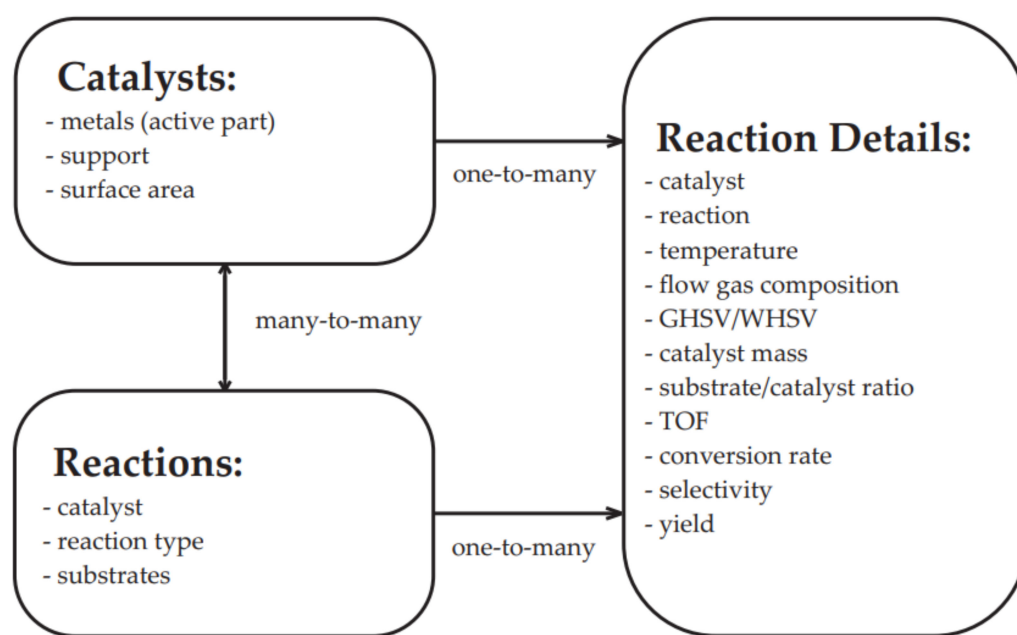 Catalysts:
- metals (active part)
- support
- surface area
one-to-many
many-to-many
Reactions:
- catalyst
- reaction type
- substrates
one-to-many
Reaction Details:
- catalyst
- reaction
- temperature
- flow gas composition
- GHSV/WHSV
- catalyst mass
- substrate/catalyst ratio
- TOF
- conversion rate
- selectivity
- yield